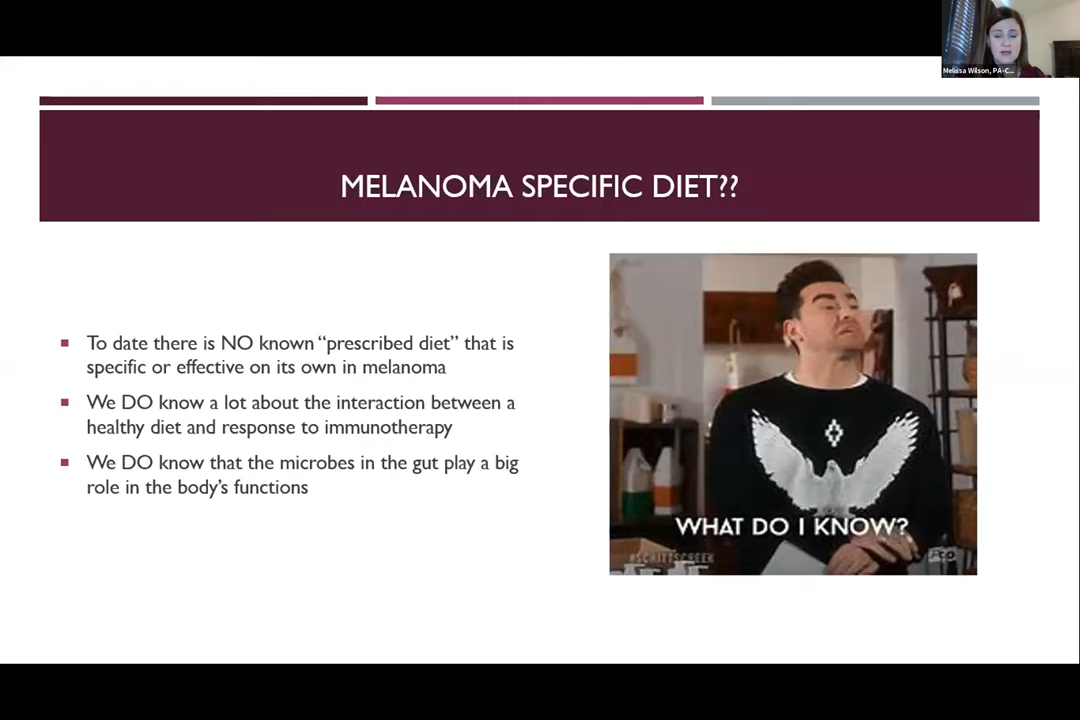 Melissa Wilson, PA-C...
MELANOMA SPECIFIC DIET??
To date there is NO known “prescribed diet” that is
specific or effective on its own in melanoma
We DO know a lot about the interaction between a
healthy diet and response to immunotherapy
We DO know that the microbes in the gut play a big
role in the body’s functions
WHAT DO I KNOW?
#SCHITTSCREEK
Pop